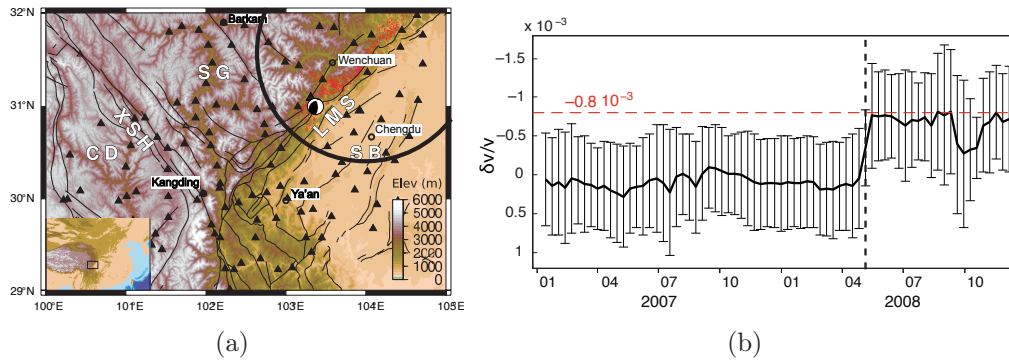 32°N
31°N
30°N
29°N
100°E
101°E
102°E
103°E
104°E
105°E
Barkam
Wenchuan
S G
L M S
Chengdu
S B
X S H
C D
Kangding
Ya'an
Elev (m)
6000
5000
4000
3000
2000
1000
0
(a)
x 10⁻³
-1.5
-1
-0.5
0
0.5
1
δv/v
−0.8 10⁻³
01 04 07 10 01 04 07 10
2007 2008
(b)